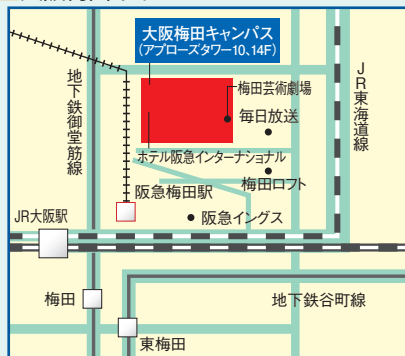 大阪梅田キャンパス
(アプローズタワー10、14F)
地下鉄御堂筋線
JR東海道線
梅田芸術劇場
毎日放送
ホテル阪急インターナショナル
阪急梅田駅
梅田ロフト
阪急イングス
JR大阪駅
梅田
地下鉄谷町線
東梅田